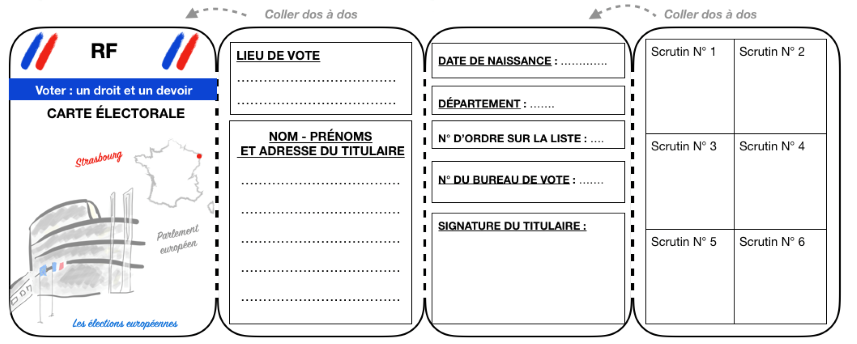 Coller dos à dos
Coller dos à dos
RF
Voter : un droit et un devoir
CARTE ÉLECTORALE
Strasbourg
Parlement
européen
Les élections européennes
LIEU DE VOTE
................................
................................
NOM - PRÉNOMS
ET ADRESSE DU TITULAIRE
................................
................................
................................
................................
................................
DATE DE NAISSANCE : .............
DÉPARTEMENT : .......
N° D'ORDRE SUR LA LISTE : ....
N° DU BUREAU DE VOTE : .......
SIGNATURE DU TITULAIRE :
Scrutin N° 1
Scrutin N° 2
Scrutin N° 3
Scrutin N° 4
Scrutin N° 5
Scrutin N° 6